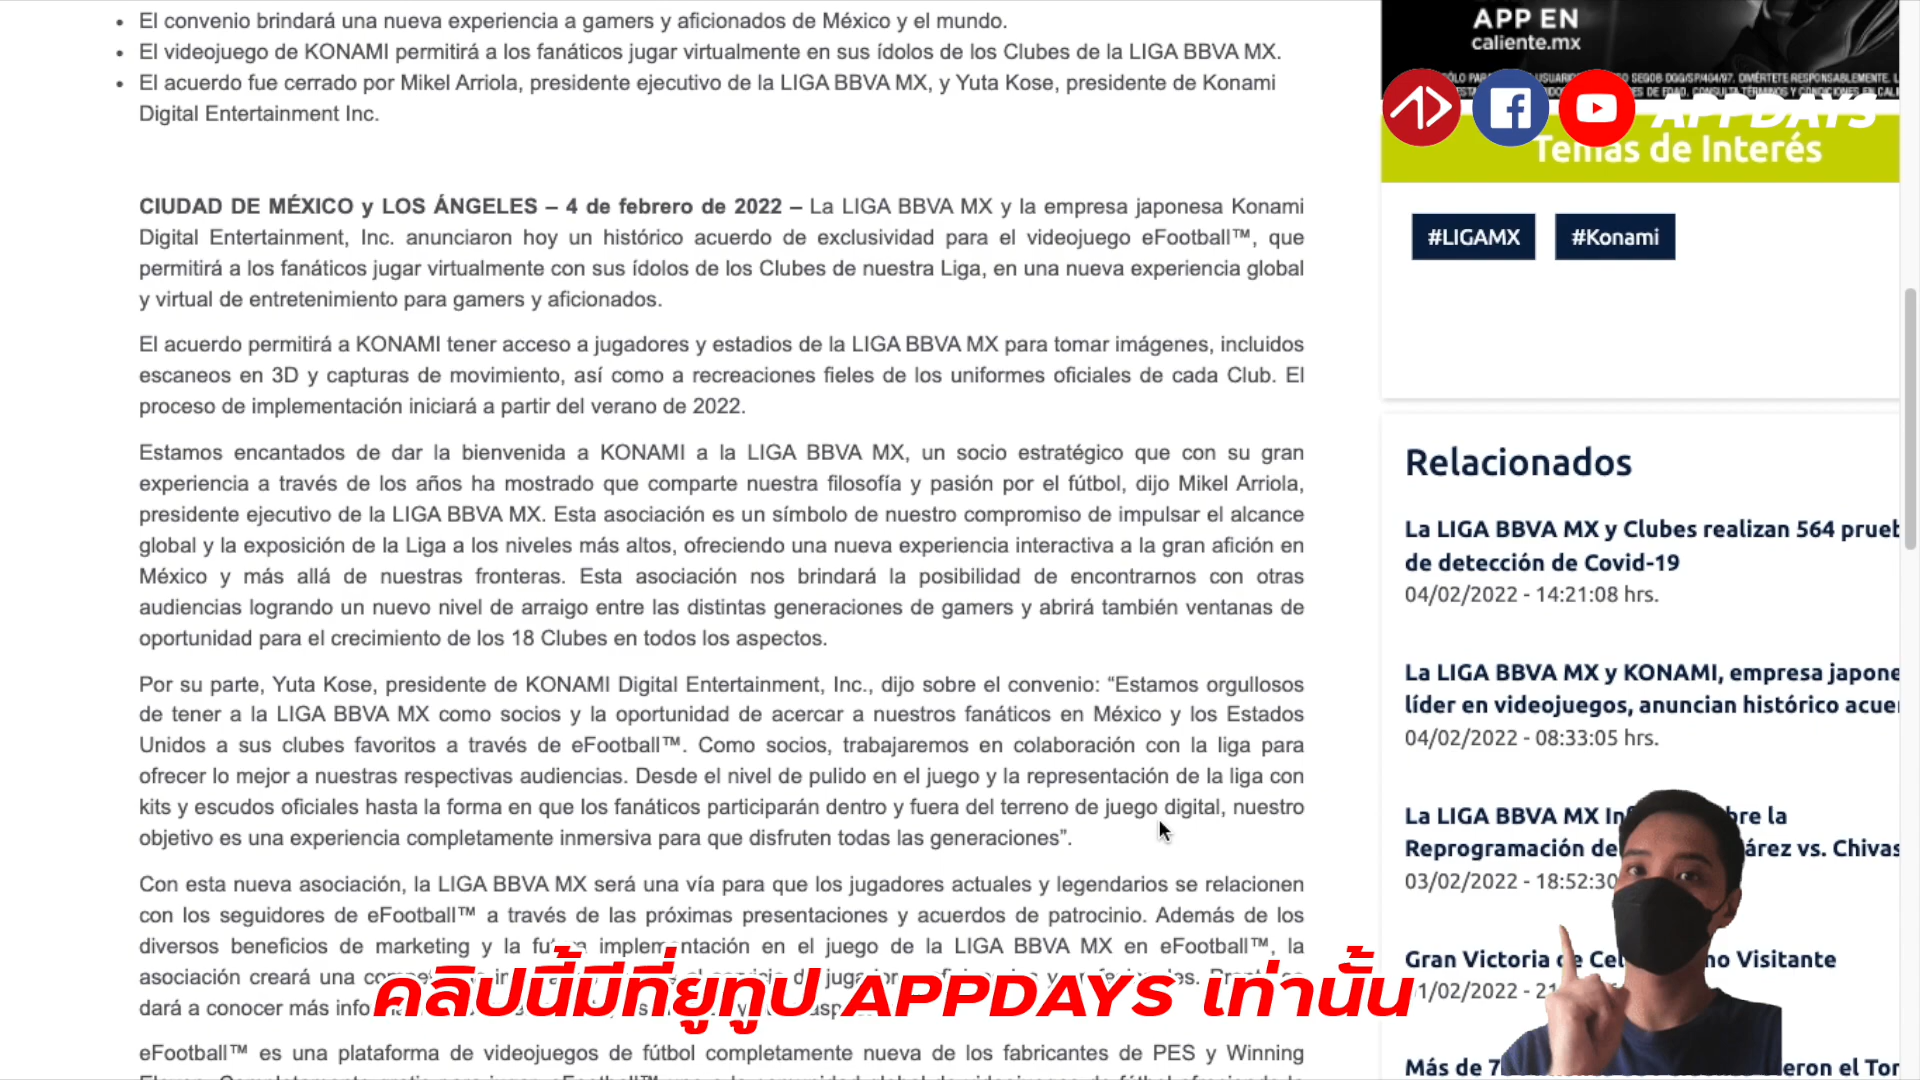 El convenio brindará una nueva experiencia a gamers y aficionados de México y el mundo.
El videojuego de KONAMI permitirá a los fanáticos jugar virtualmente en sus ídolos de los Clubes de la LIGA BBVA MX.
El acuerdo fue cerrado por Mikel Arriola, presidente ejecutivo de la LIGA BBVA MX, y Yuta Kose, presidente de Konami
Digital Entertainment Inc.
CIUDAD DE MÉXICO y LOS ÁNGELES – 4 de febrero de 2022 – La LIGA BBVA MX y la empresa japonesa Konami
Digital Entertainment, Inc. anunciaron hoy un histórico acuerdo de exclusividad para el videojuego eFootball™, que
permitirá a los fanáticos jugar virtualmente con sus ídolos de los Clubes de nuestra Liga, en una nueva experiencia global
y virtual de entretenimiento para gamers y aficionados.
El acuerdo permitirá a KONAMI tener acceso a jugadores y estadios de la LIGA BBVA MX para tomar imágenes, incluidos
escaneos en 3D y capturas de movimiento, así como a recreaciones fieles de los uniformes oficiales de cada Club. El
proceso de implementación iniciará a partir del verano de 2022.
Estamos encantados de dar la bienvenida a KONAMI a la LIGA BBVA MX, un socio estratégico que con su gran
experiencia a través de los años ha mostrado que comparte nuestra filosofía y pasión por el fútbol, dijo Mikel Arriola,
presidente ejecutivo de la LIGA BBVA MX. Esta asociación es un símbolo de nuestro compromiso de impulsar el alcance
global y la exposición de la Liga a los niveles más altos, ofreciendo una nueva experiencia interactiva a la gran afición en
México y más allá de nuestras fronteras. Esta asociación nos brindará la posibilidad de encontrarnos con otras
audiencias logrando un nuevo nivel de arraigo entre las distintas generaciones de gamers y abrirá también ventanas de
oportunidad para el crecimiento de los 18 Clubes en todos los aspectos.
Por su parte, Yuta Kose, presidente de KONAMI Digital Entertainment, Inc., dijo sobre el convenio: “Estamos orgullosos
de tener a la LIGA BBVA MX como socios y la oportunidad de acercar a nuestros fanáticos en México y los Estados
Unidos a sus clubes favoritos a través de eFootball™. Como socios, trabajaremos en colaboración con la liga para
ofrecer lo mejor a nuestras respectivas audiencias. Desde el nivel de pulido en el juego y la representación de la liga con
kits y escudos oficiales hasta la forma en que los fanáticos participarán dentro y fuera del terreno de juego digital, nuestro
objetivo es una experiencia completamente inmersiva para que disfruten todas las generaciones”.
Con esta nueva asociación, la LIGA BBVA MX será una vía para que los jugadores actuales y legendarios se relacionen
con los seguidores de eFootball™ a través de las próximas presentaciones y acuerdos de patrocinio. Además de los
diversos beneficios de marketing y la futura implementación en el juego de la LIGA BBVA MX en eFootball™, la
asociación creará una
dará a conocer más
eFootball™ es una plataforma de videojuegos de fútbol completamente nueva de los fabricantes de PES y Winning
คลิปนี้มีที่ยูทูป APPDAYS เท่านั้น
APP EN
caliente.mx
APPDAYS
Temas de Interés
#LIGAMX
#Konami
Relacionados
La LIGA BBVA MX y Clubes realizan 564
de detección de Covid-19
04/02/2022 - 14:21:08 hrs.
La LIGA BBVA MX y KONAMI, empresa
líder en videojuegos, anuncian histórico
04/02/2022 - 08:33:05 hrs.
La LIGA BBVA MX
Reprogramación vs. Chivas
03/02/2022 - 18:52:30
Gran Victoria Visitante
Más de